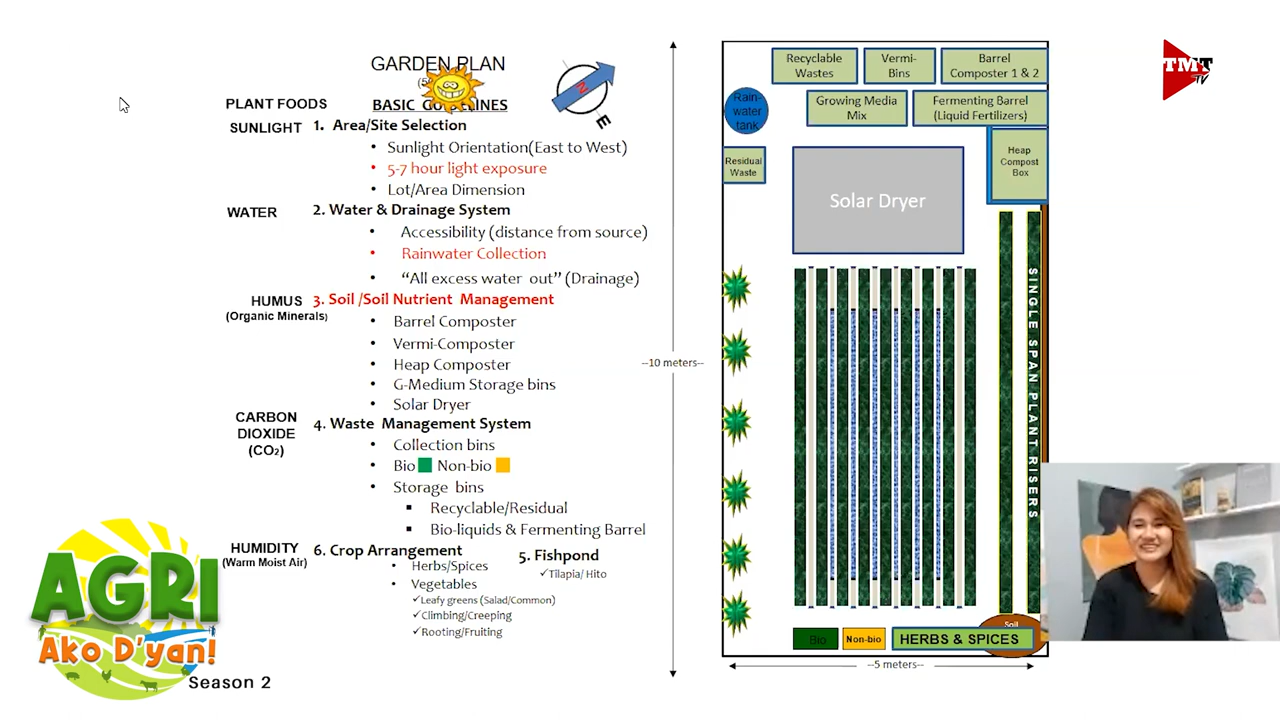 GARDEN PLAN
N
E
PLANT FOODS
BASIC GUIDELINES
SUNLIGHT
1. Area/Site Selection
• Sunlight Orientation(East to West)
• 5-7 hour light exposure
• Lot/Area Dimension
WATER
2. Water & Drainage System
• Accessibility (distance from source)
• Rainwater Collection
• “All excess water out” (Drainage)
HUMUS
(Organic Minerals)
3. Soil /Soil Nutrient Management
• Barrel Composter
• Vermi-Composter
• Heap Composter
• G-Medium Storage bins
• Solar Dryer
CARBON
DIOXIDE
(CO2)
4. Waste Management System
• Collection bins
• Bio Non-bio
• Storage bins
▪ Recyclable/Residual
▪ Bio-liquids & Fermenting Barrel
HUMIDITY
(Warm Moist Air)
6. Crop Arrangement
• Herbs/Spices
• Vegetables
✓Leafy greens (Salad/Common)
✓Climbing/Creeping
✓Rooting/Fruiting
5. Fishpond
✓Tilapia/ Hito
AGRI
Ako D'yan!
Season 2
--10 meters--
Recyclable
Wastes
Vermi-
Bins
Barrel
Composter 1 & 2
Rain-
water
tank
Growing Media
Mix
Fermenting Barrel
(Liquid Fertilizers)
Residual
Waste
Heap
Compost
Box
Solar Dryer
SINGLE SPAN PLANT RISERS
Soil
Bio
Non-bio
HERBS & SPICES
--5 meters--
TMT
TV